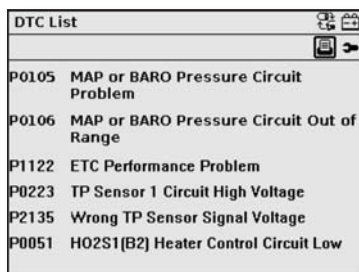 DTC List
P0105 MAP or BARO Pressure Circuit
Problem
P0106 MAP or BARO Pressure Circuit Out of
Range
P1122 ETC Performance Problem
P0223 TP Sensor 1 Circuit High Voltage
P2135 Wrong TP Sensor Signal Voltage
P0051 HO2S1(B2) Heater Control Circuit Low